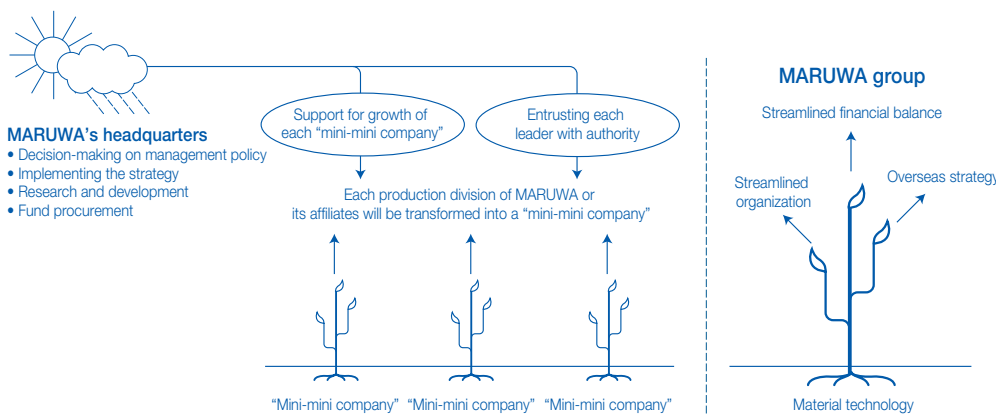 MARUWA’s headquarters
• Decision-making on management policy
• Implementing the strategy
• Research and development
• Fund procurement
Support for growth of
each “mini-mini company”
Entrusting each
leader with authority
Each production division of MARUWA or
its affiliates will be transformed into a “mini-mini company”
“Mini-mini company”
“Mini-mini company”
“Mini-mini company”
MARUWA group
Streamlined financial balance
Streamlined
organization
Overseas strategy
Material technology